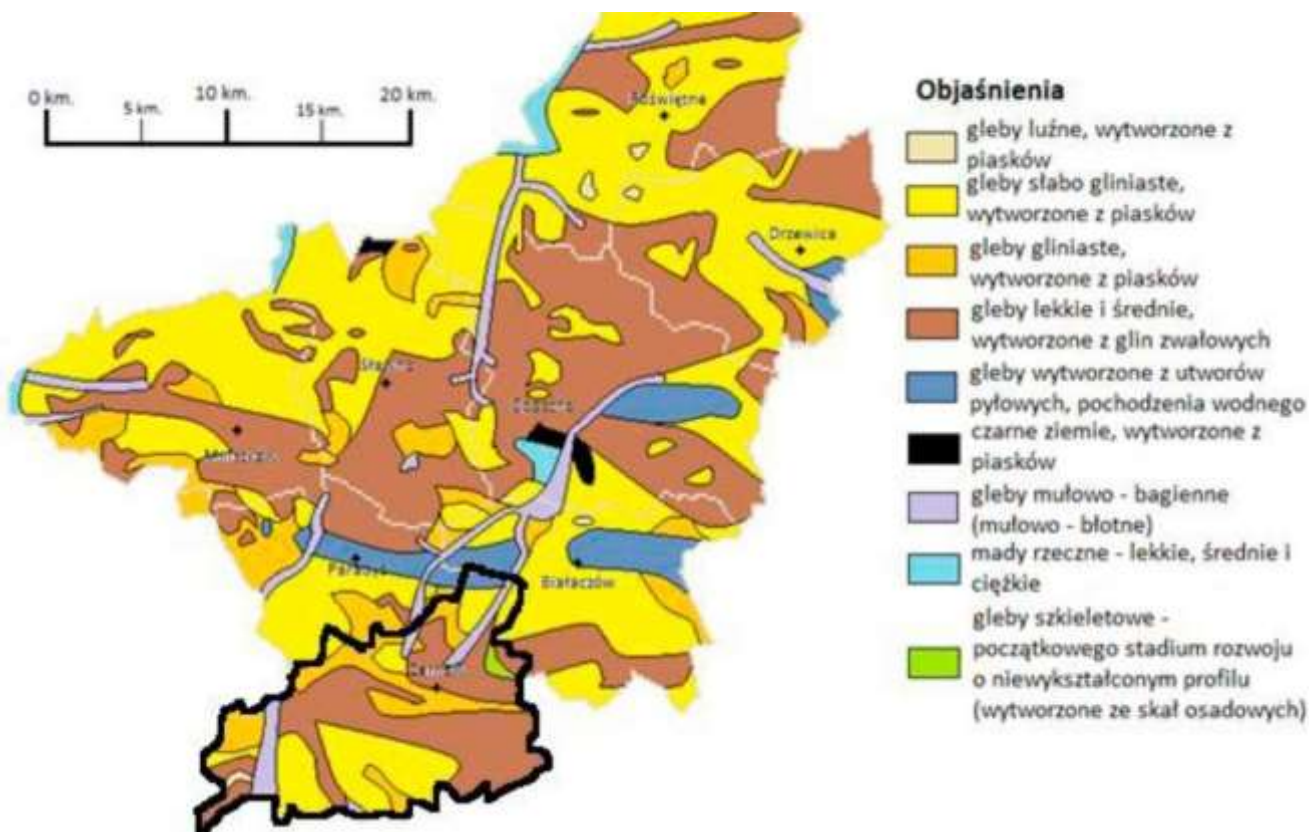 0 km.
5 km.
10 km.
15 km.
20 km.
Drzewica
Białaczów
Objaśnienia
gleby luźne, wytworzone z
piasków
gleby słabo gliniaste,
wytworzone z piasków
gleby gliniaste,
wytworzone z piasków
gleby lekkie i średnie,
wytworzone z glin zwałowych
gleby wytworzone z utworów
pyłowych, pochodzenia wodnego
czarne ziemie, wytworzone z
piasków
gleby mułowo - bagienne
(mułowo - błotne)
mady rzeczne - lekkie, średnie i
ciężkie
gleby szkieletowe -
początkowego stadium rozwoju
o niewykształconym profilu
(wytworzone ze skał osadowych)